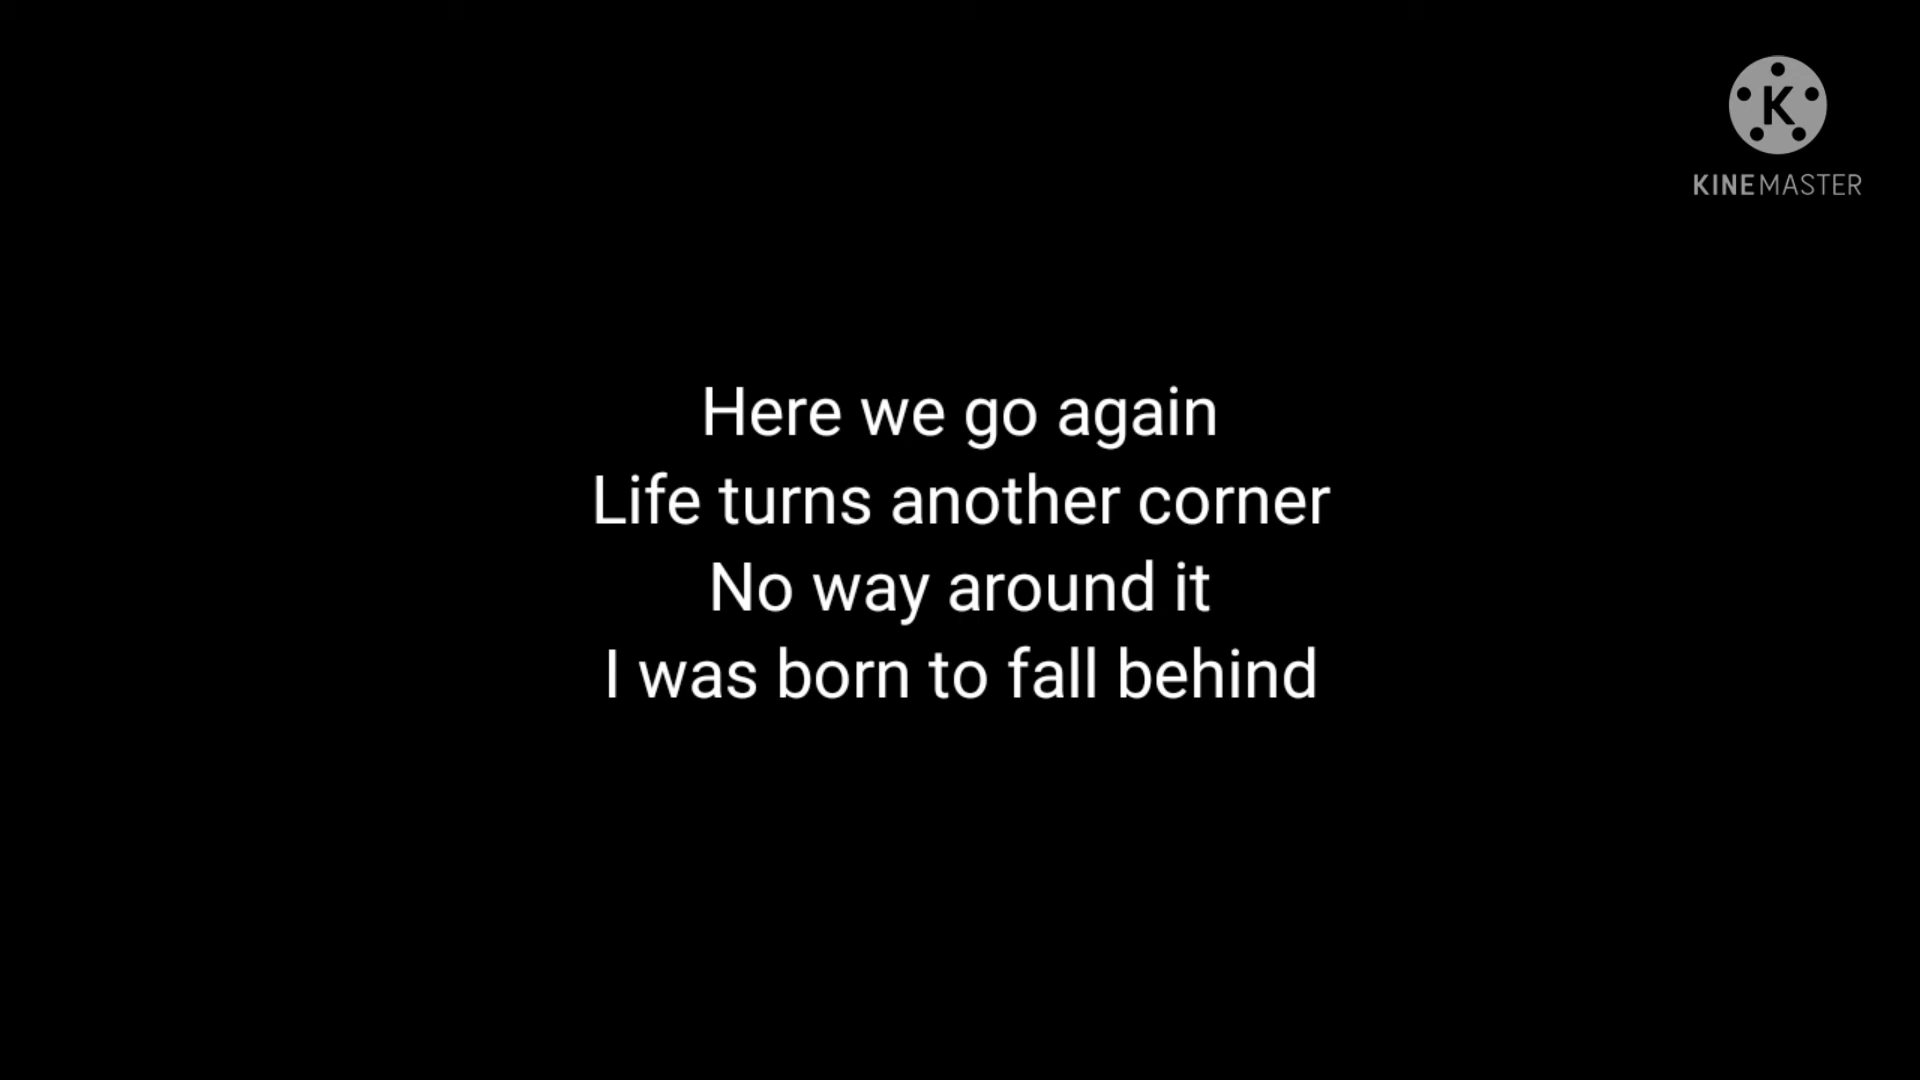 K
KINEMASTER
Here we go again
Life turns another corner
No way around it
I was born to fall behind